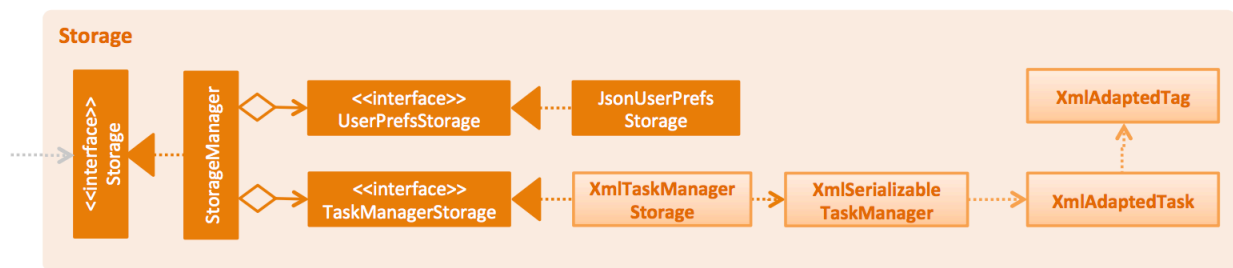 Storage
<<interface>>
Storage
StorageManager
<<interface>>
UserPrefsStorage
JsonUserPrefs
Storage
<<interface>>
TaskManagerStorage
XmlTaskManager
Storage
XmlSerializable
TaskManager
XmlAdaptedTag
XmlAdaptedTask